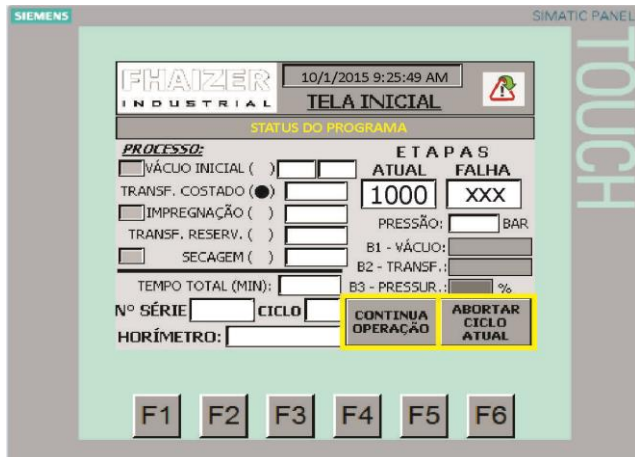 SIEMENS
SIMATIC PANEL
TOUCH
FHAIZER
INDUSTRIAL
10/1/2015 9:25:49 AM
TELA INICIAL
STATUS DO PROGRAMA
PROCESSO:
VÁCUO INICIAL ( )
TRANSF. COSTADO (●)
IMPREGNAÇÃO ( )
TRANSF. RESERV. ( )
SECAGEM ( )
TEMPO TOTAL (MIN):
Nº SÉRIE
CICLO
HORÍMETRO:
ETAPAS
ATUAL FALHA
1000 XXX
PRESSÃO: BAR
B1 - VÁCUO:
B2 - TRANSF.:
B3 - PRESSUR.: %
CONTINUA
OPERAÇÃO
ABORTAR
CICLO
ATUAL
F1 F2 F3 F4 F5 F6